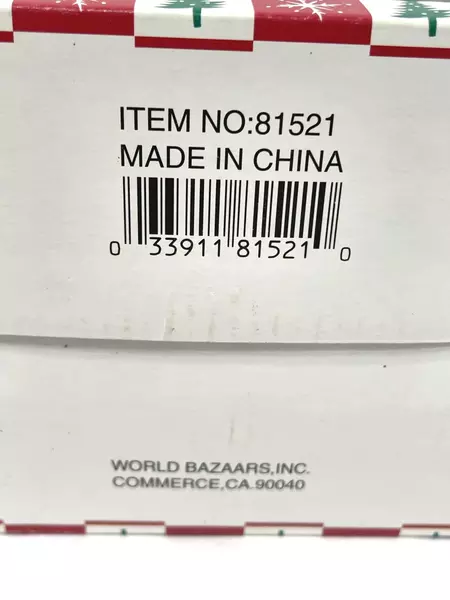 ITEM NO:81521
MADE IN CHINA
0 33911 81521 0
WORLD BAZAARS,INC.
COMMERCE,CA.90040